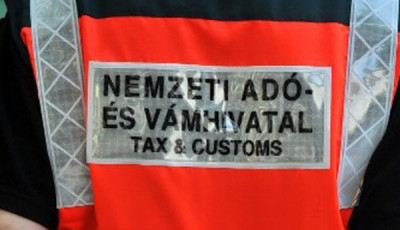 NEMZETI ADÓ-
ÉS VÁMHIVATAL
TAX & CUSTOMS